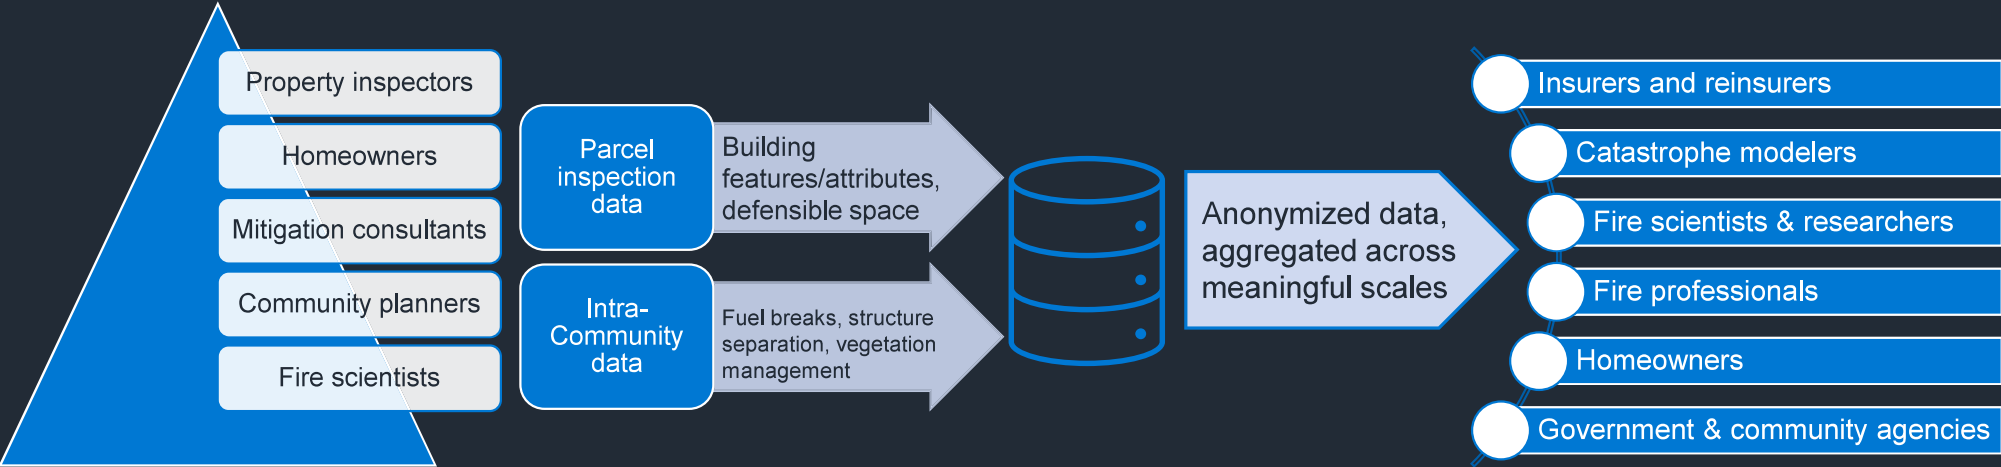 Property inspectors
Homeowners
Mitigation consultants
Community planners
Fire scientists
Parcel
inspection
data
Building
features/attributes,
defensible space
Intra-
Community
data
Fuel breaks, structure
separation, vegetation
management
Anonymized data,
aggregated across
meaningful scales
Insurers and reinsurers
Catastrophe modelers
Fire scientists & researchers
Fire professionals
Homeowners
Government & community agencies